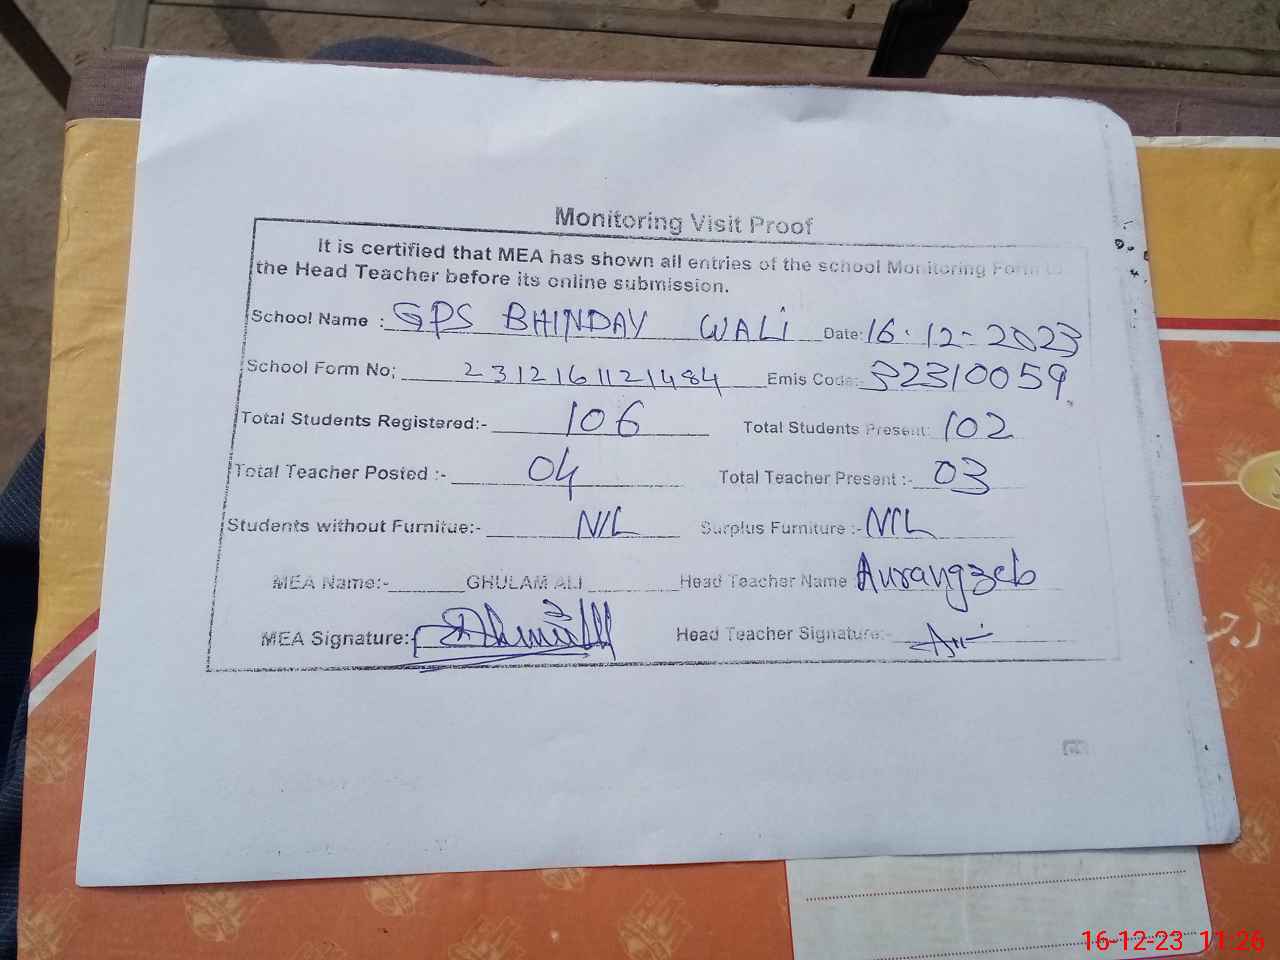 Monitoring Visit Proof
It is certified that MEA has shown all entries of the school Monitoring Form to
the Head Teacher before its online submission.
School Name : GPS BHINDAY WALI Date: 16-12-2023
School Form No; 2312161121484 Emis Code:- 32310059
Total Students Registered:- 106 Total Students Present: 102
Total Teacher Posted :- 04 Total Teacher Present :- 03
Students without Furnitue:- NIL Surplus Furniture :- NIL
MEA Name:- GHULAM ALI Head Teacher Name Aurangzeb
MEA Signature: Head Teacher Signature:-
16-12-23 11:26